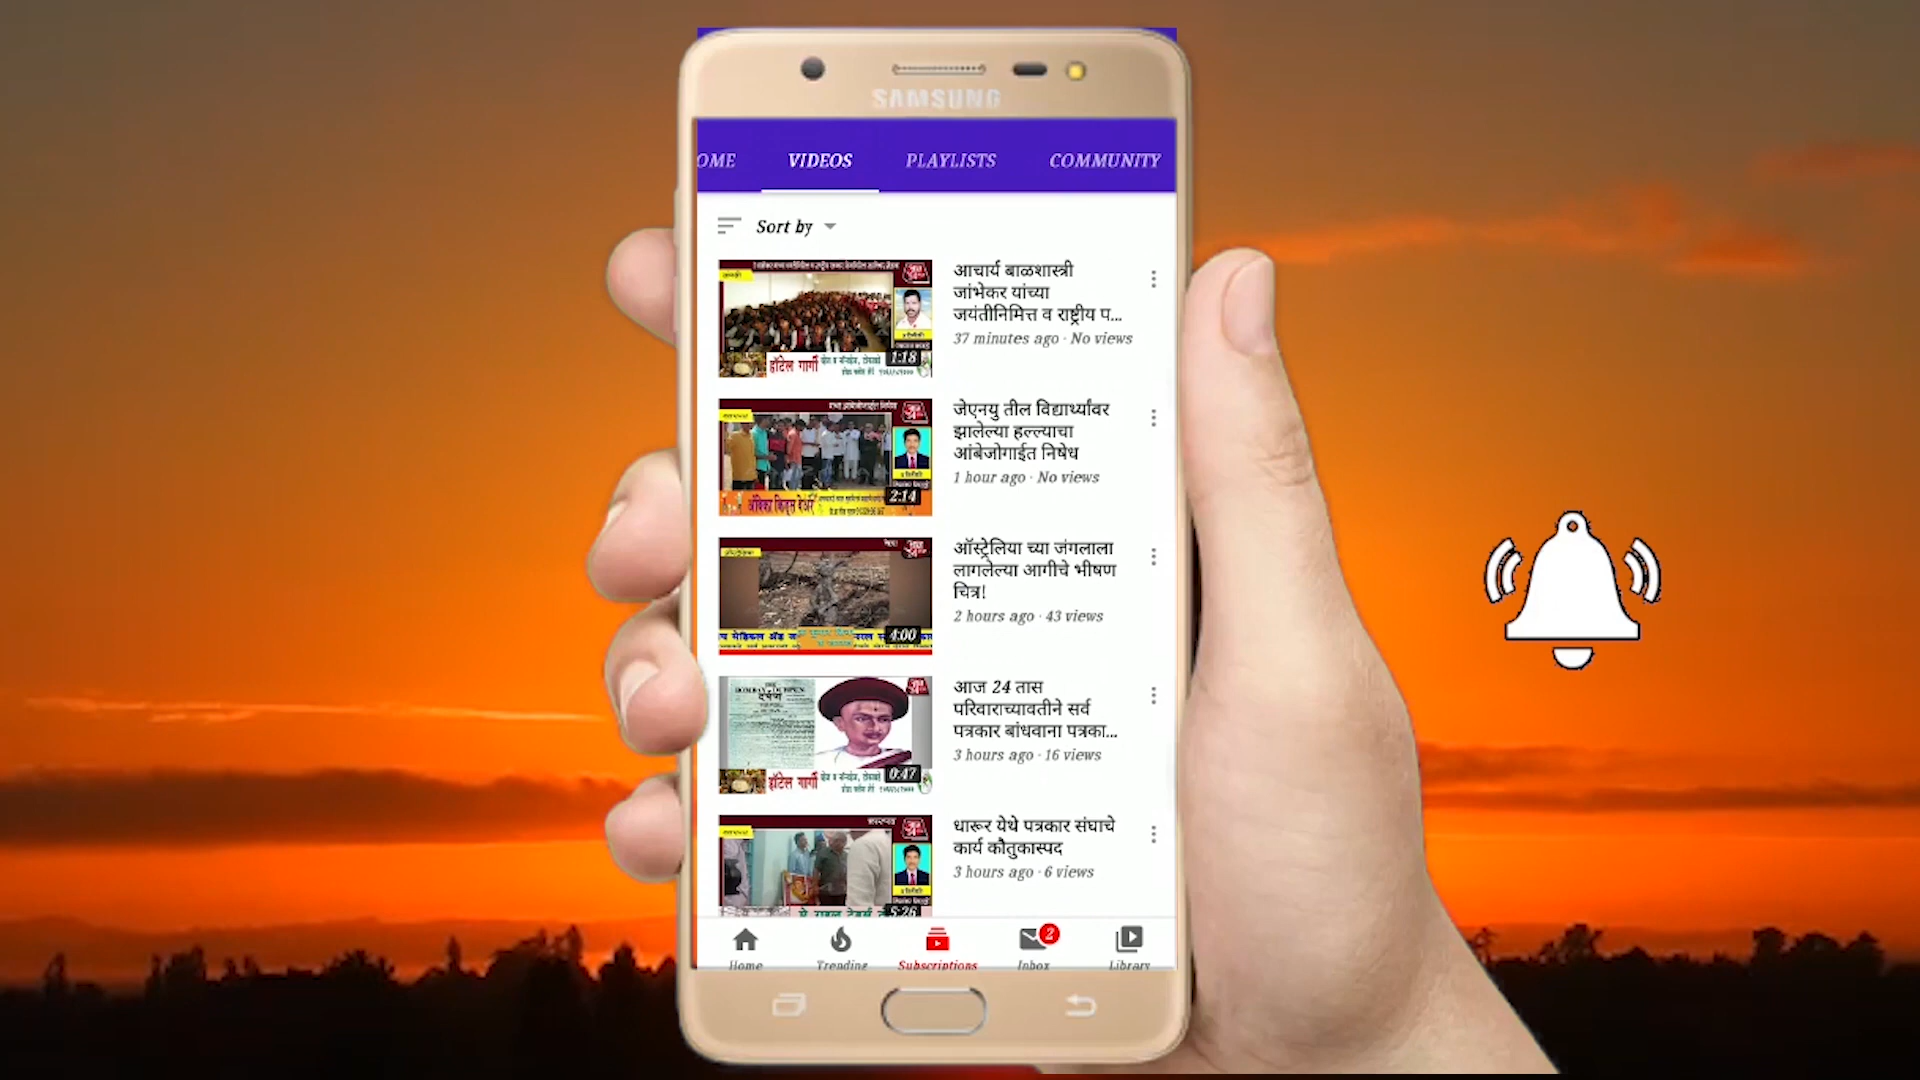 SAMSUNG
OME VIDEOS PLAYLISTS COMMUNITY
Sort by
आचार्य बाळशास्त्री
जांभेकर यांच्या
जयंतीनिमित्त व राष्ट्रीय प...
37 minutes ago · No views
हॉटेल गार्गी
1:18
जेएनयु तील विद्यार्थ्यांवर
झालेल्या हल्ल्याचा
आंबेजोगाईत निषेध
1 hour ago · No views
2:14
ऑस्ट्रेलिया च्या जंगलाला
लागलेल्या आगीचे भीषण
चित्र!
2 hours ago · 43 views
4:00
आज 24 तास
परिवाराच्यावतीने सर्व
पत्रकार बांधवाना पत्रका...
3 hours ago · 16 views
हॉटेल गार्गी
0:47
धारूर येथे पत्रकार संघाचे
कार्य कौतुकास्पद
3 hours ago · 6 views
5:26
2
Home Trending Subscriptions Inbox Library